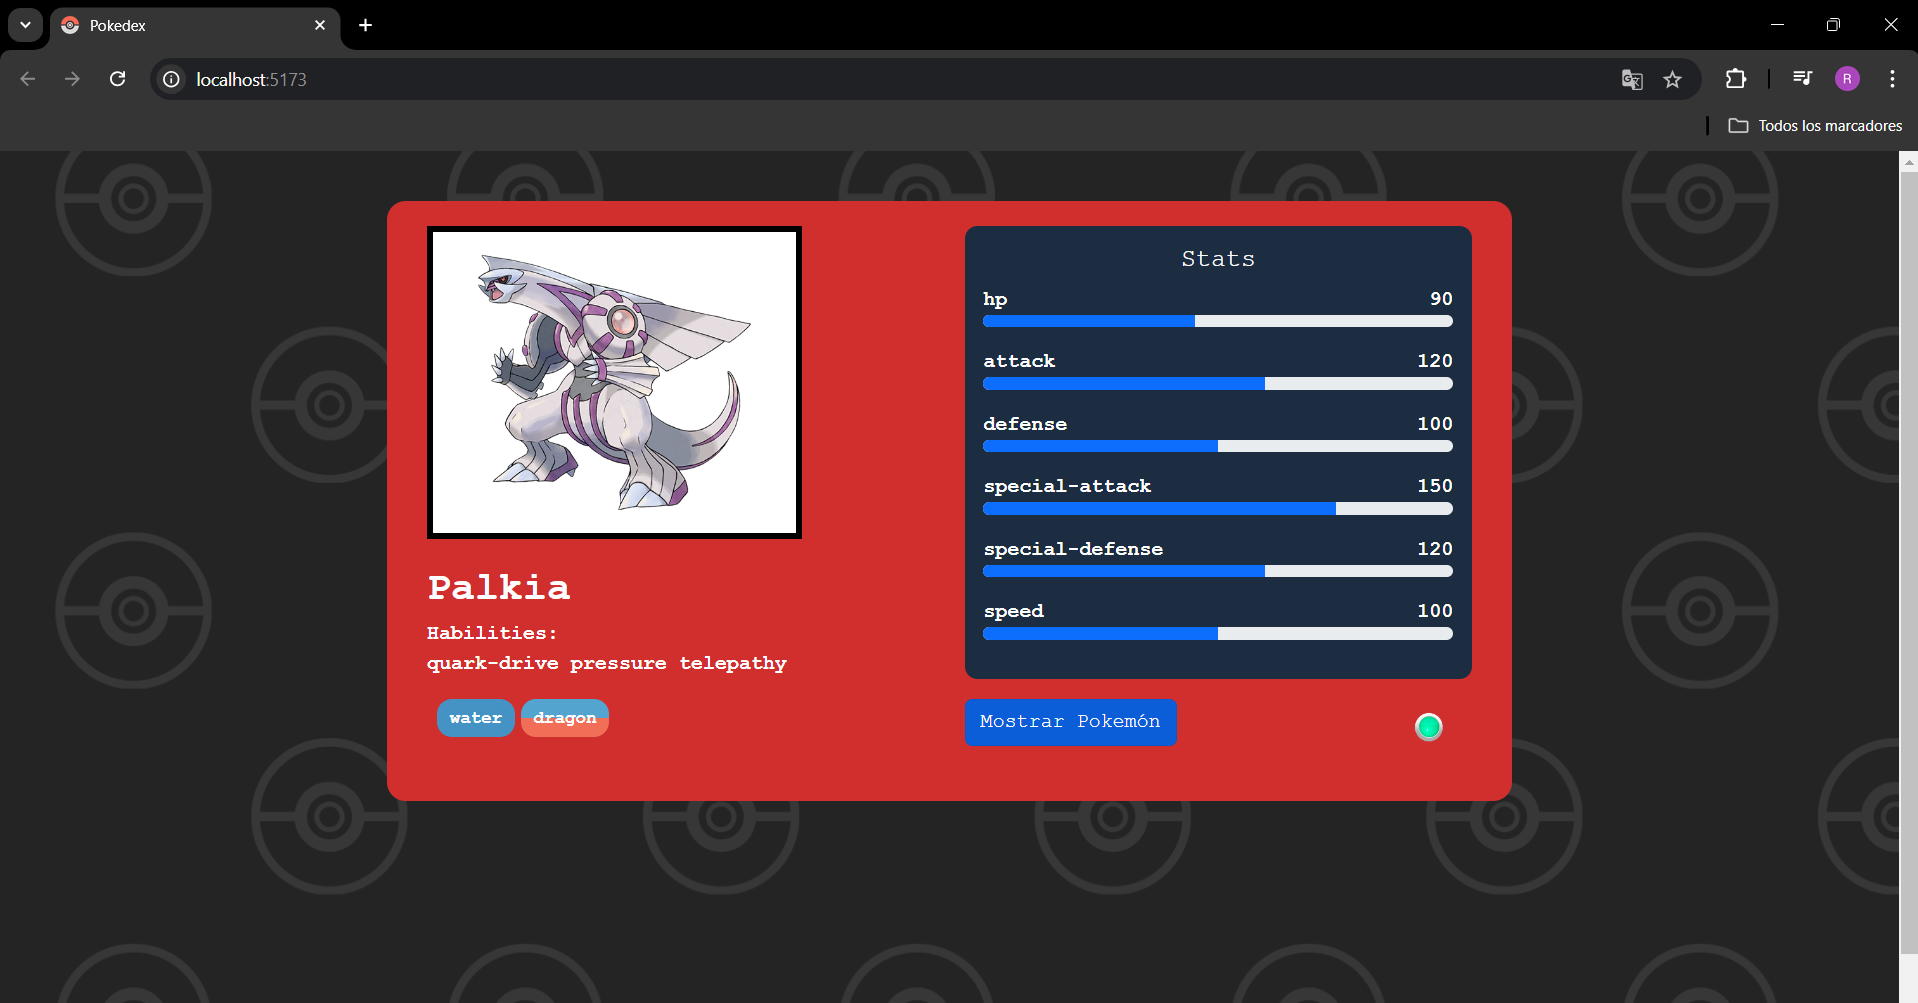 Pokedex
localhost:5173
R
Todos los marcadores
Stats
hp 90
attack 120
defense 100
special-attack 150
special-defense 120
speed 100
Palkia
Habilities:
quark-drive pressure telepathy
water dragon
Mostrar Pokemón